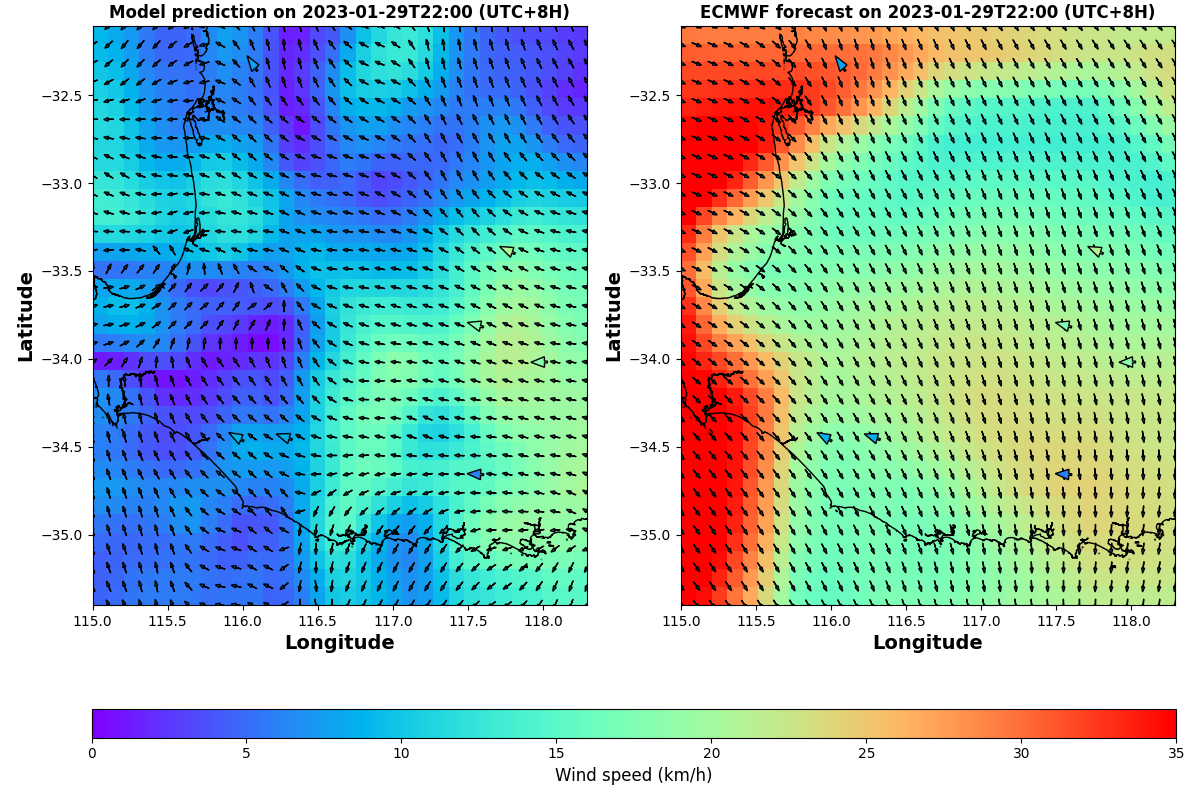 Model prediction on 2023-01-29T22:00 (UTC+8H)
ECMWF forecast on 2023-01-29T22:00 (UTC+8H)
Latitude
−32.5
−33.0
−33.5
−34.0
−34.5
−35.0
115.0 115.5 116.0 116.5 117.0 117.5 118.0
Longitude
Latitude
−32.5
−33.0
−33.5
−34.0
−34.5
−35.0
115.0 115.5 116.0 116.5 117.0 117.5 118.0
Longitude
0 5 10 15 20 25 30 35
Wind speed (km/h)